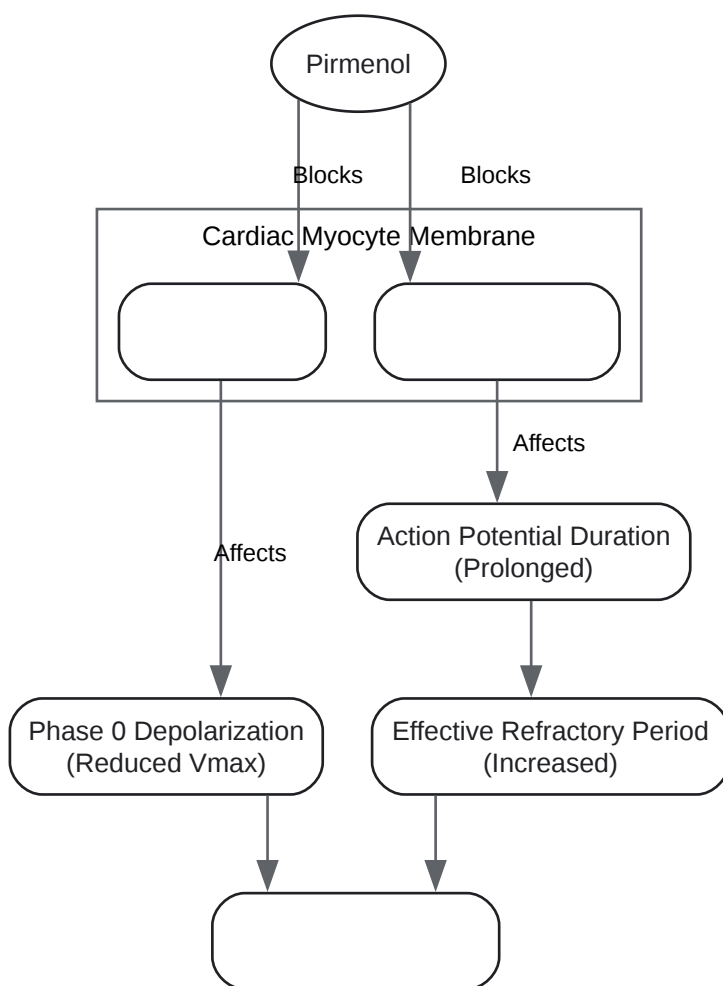 Pirmenol
Blocks
Blocks
Cardiac Myocyte Membrane
Affects
Action Potential Duration
(Prolonged)
Affects
Phase 0 Depolarization
(Reduced Vmax)
Effective Refractory Period
(Increased)